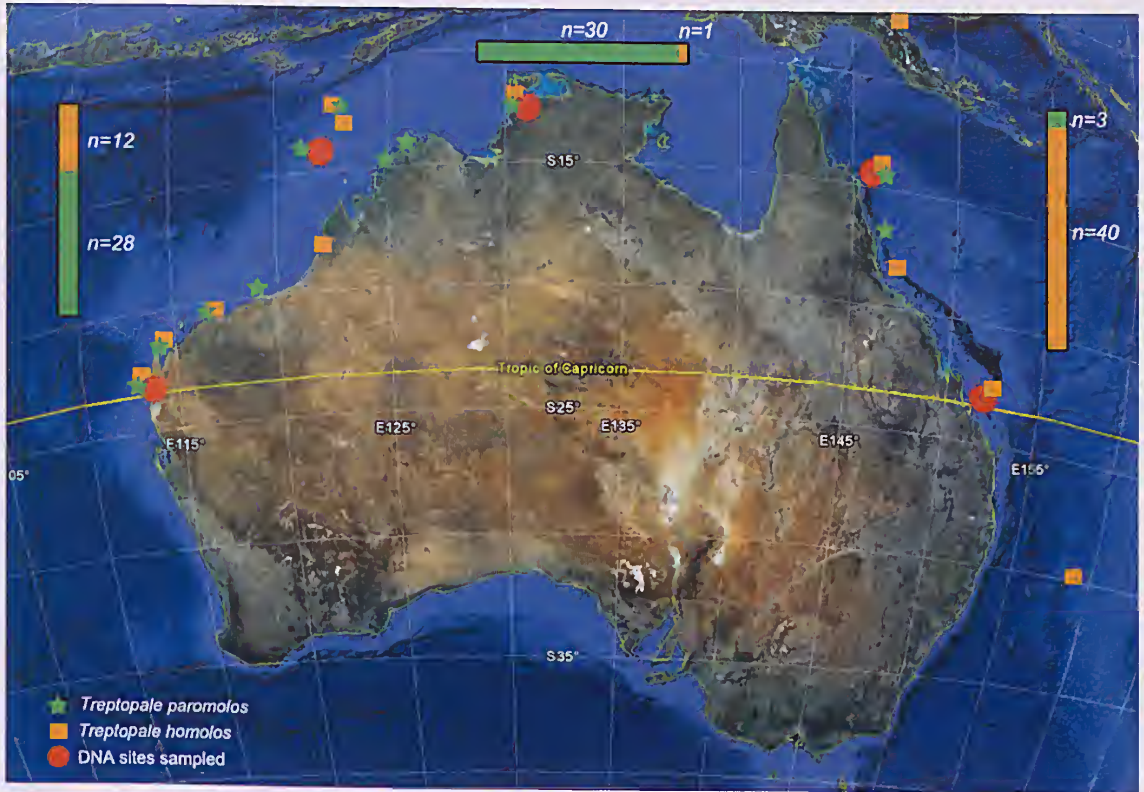 n=30
n=1
n=12
n=3
S15°
n=28
n=40
Tropic of Capricorn
S25°
E115°
E125°
E135°
E145°
E155°
05°
S35°
Treptopale paromolos
Treptopale homolos
DNA sites sampled